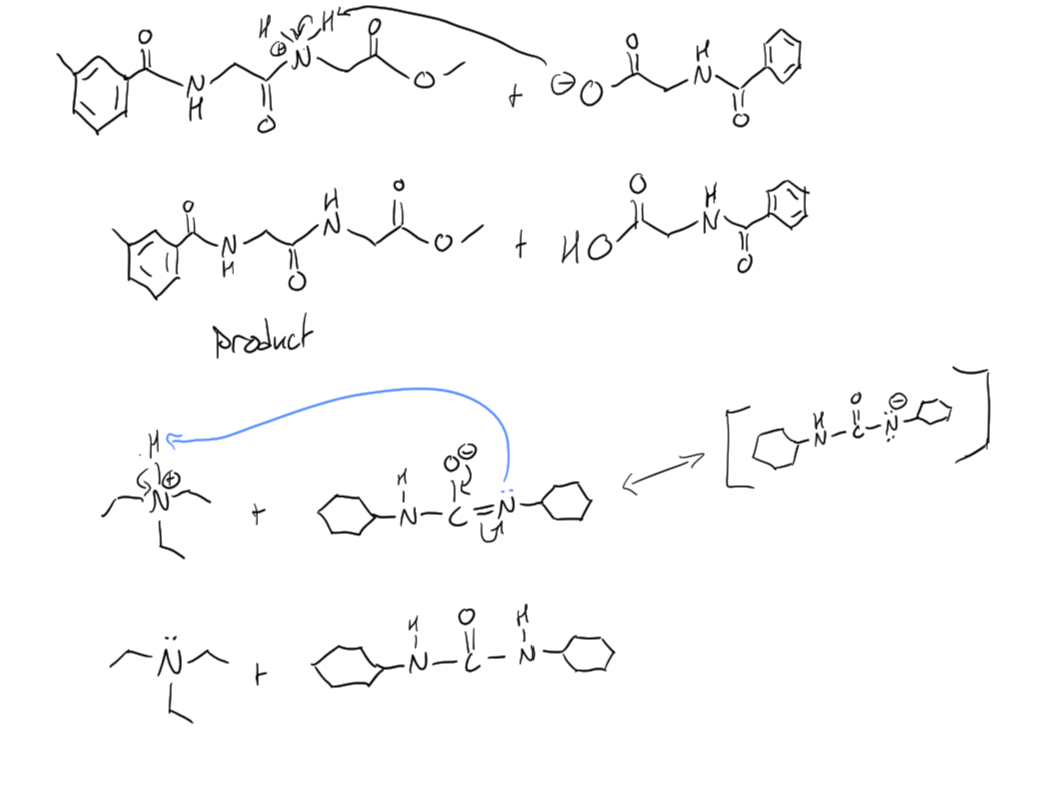 O H H ⊕ N O O N H O + ⊖ O O H N O
O N H O H N O O + H O O H N O
product
H N ⊕ + H N C O ⊖ N [ H N C O N ⊖ ]
N + H N C O H N